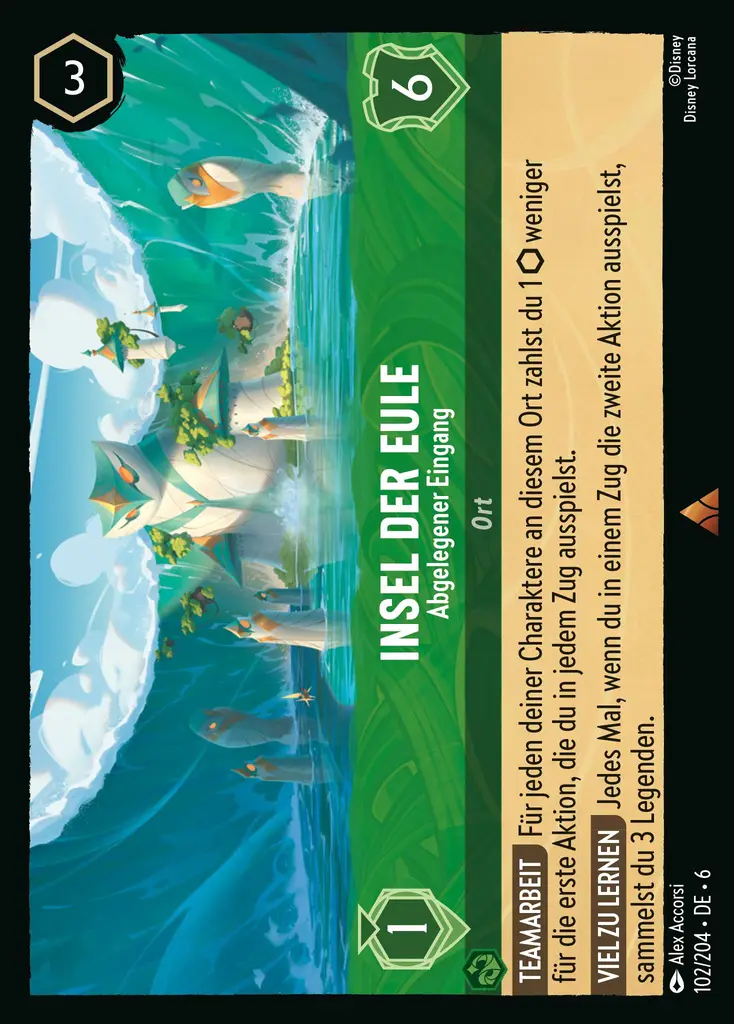 3
INSEL DER EULE
Abgelegener Eingang
1
6
Ort
TEAMARBEIT Für jeden deiner Charaktere an diesem Ort zahlst du 1 ⬡ weniger
für die erste Aktion, die du in jedem Zug ausspielst.
VIEL ZU LERNEN Jedes Mal, wenn du in einem Zug die zweite Aktion ausspielst,
sammelst du 3 Legenden.
Alex Accorsi
102/204 • DE • 6
©Disney
Disney Lorcana